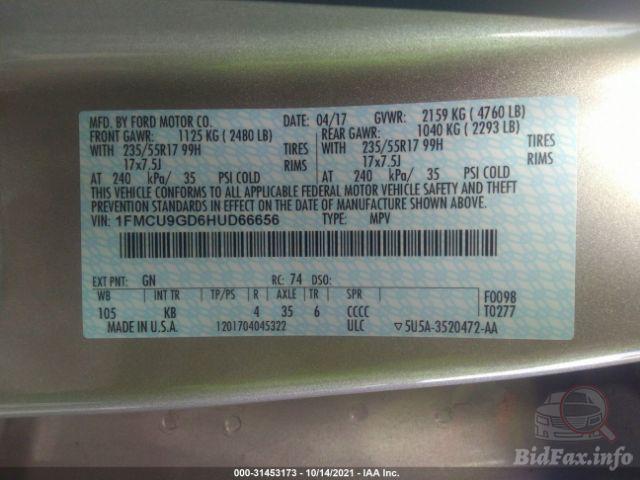 MFD. BY FORD MOTOR CO. DATE: 04/17 GVWR: 2159 KG ( 4760 LB)
FRONT GAWR: 1125 KG ( 2480 LB) REAR GAWR: 1040 KG ( 2293 LB)
WITH 235/55R17 99H TIRES WITH 235/55R17 99H TIRES
17x7.5J RIMS 17x7.5J RIMS
AT 240 kPa/ 35 PSI COLD AT 240 kPa/ 35 PSI COLD
THIS VEHICLE CONFORMS TO ALL APPLICABLE FEDERAL MOTOR VEHICLE SAFETY AND THEFT
PREVENTION STANDARDS IN EFFECT ON THE DATE OF MANUFACTURE SHOWN ABOVE.
VIN: 1FMCU9GD6HUD66656 TYPE: MPV
EXT PNT: GN RC: 74 DSO:
WB INT TR TP/PS R AXLE TR SPR F0098
105 KB 4 35 6 CCCC T0277
MADE IN U.S.A. 1201704045322 ULC ▽5U5A-3520472-AA
BidFax.info
000-31453173 - 10/14/2021 - IAA Inc.